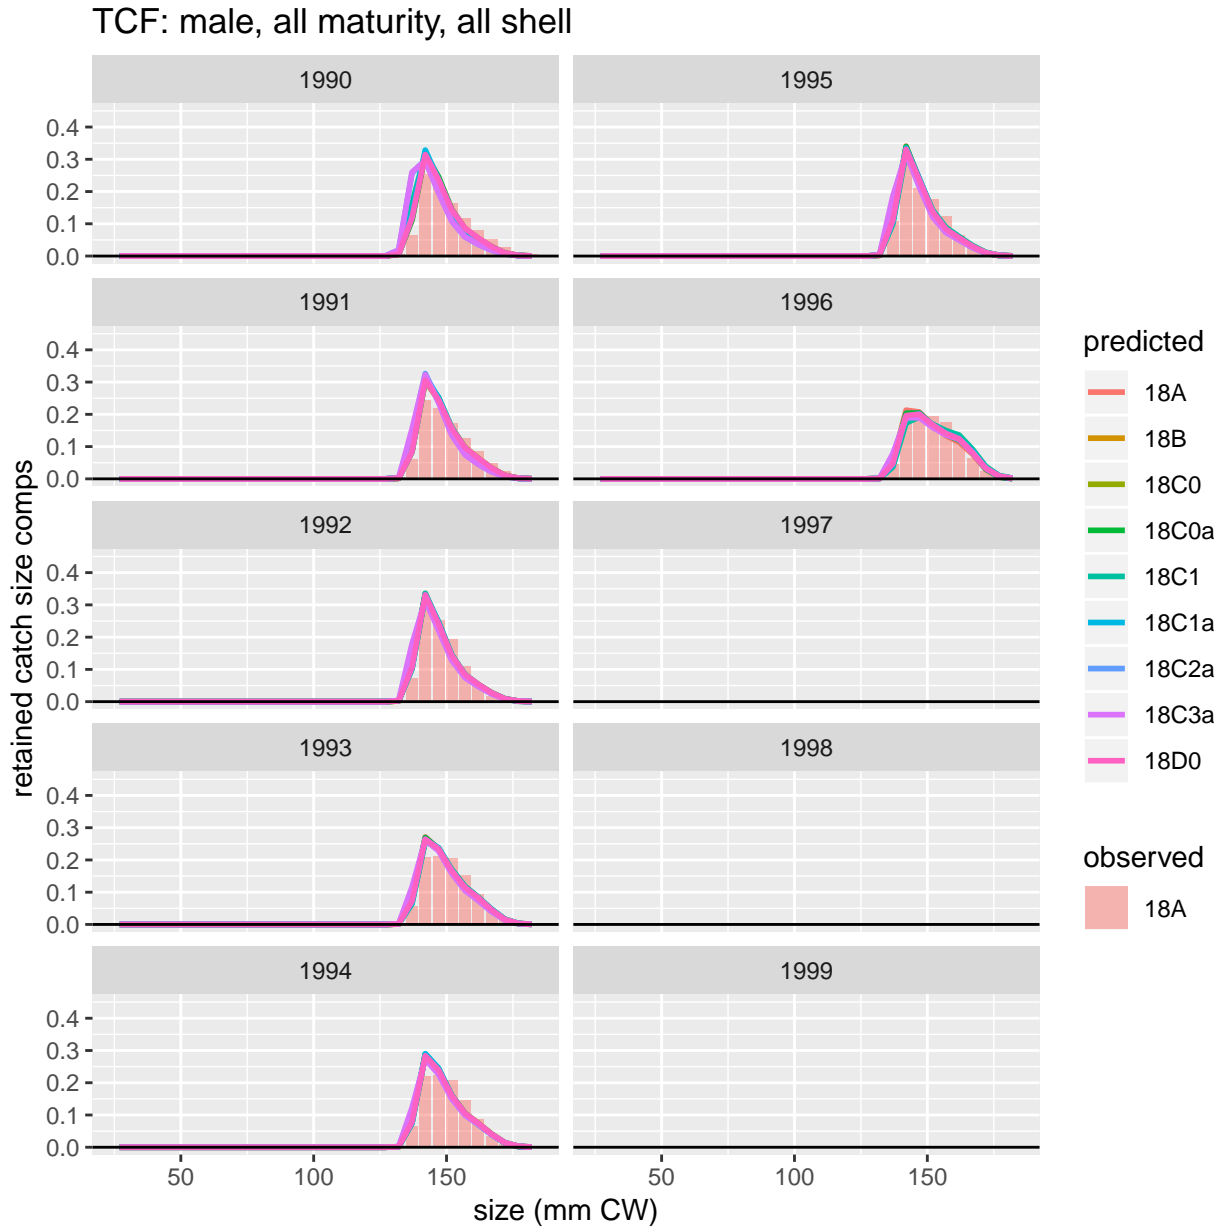 TCF: male, all maturity, all shell
1990
1995
0.4
0.3
0.2
0.1
0.0
1991
1996
0.4
0.3
0.2
0.1
0.0
1992
1997
0.4
0.3
0.2
0.1
0.0
1993
1998
0.4
0.3
0.2
0.1
0.0
1994
1999
0.4
0.3
0.2
0.1
0.0
50 100 150
50 100 150
size (mm CW)
retained catch size comps
predicted
18A
18B
18C0
18C0a
18C1
18C1a
18C2a
18C3a
18D0
observed
18A